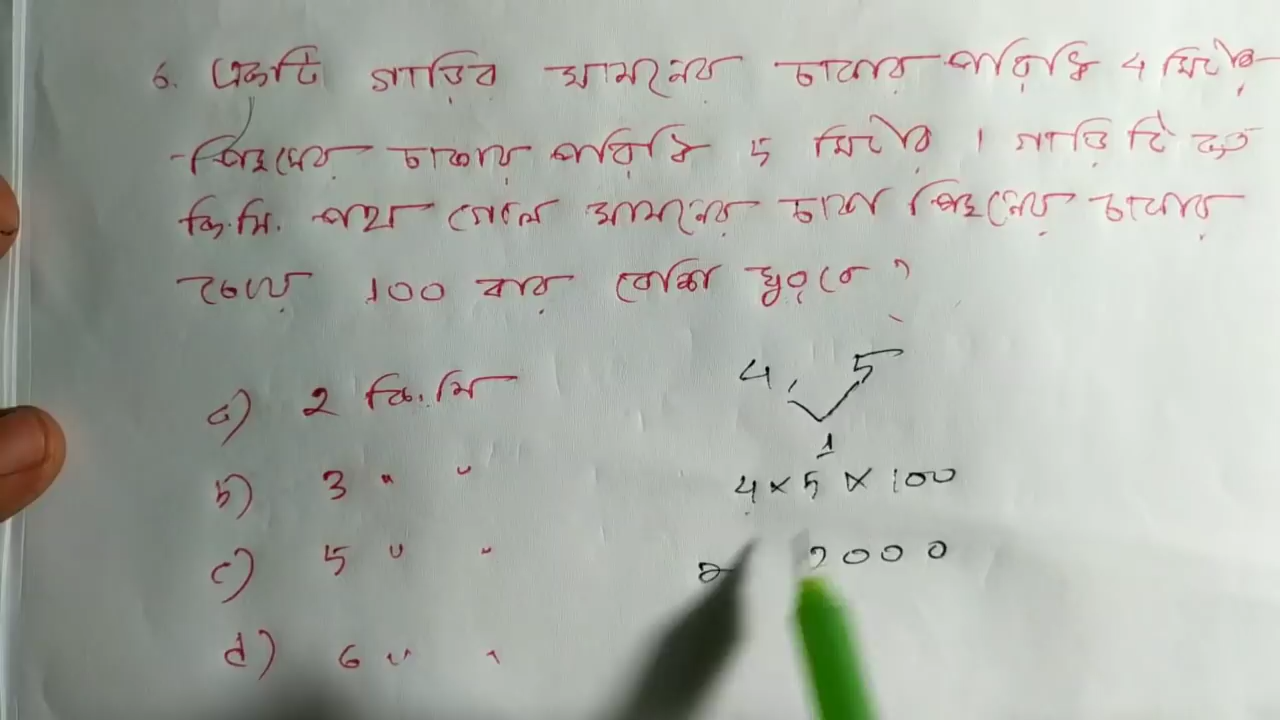 6. একটি গাড়ির সামনের চাকার পরিধি 4 মিটার
পিছনের চাকার পরিধি 5 মিটার । গাড়ি টি কত
কি.মি. পথ গেলে সামনের চাকা পিছনের চাকার
চেয়ে 100 বার বেশি ঘুরবে ?
a) 2 কি.মি
4, 5
1
b) 3 " "
4 × 5 × 100
c) 5 " "
2000
d) 6 " "